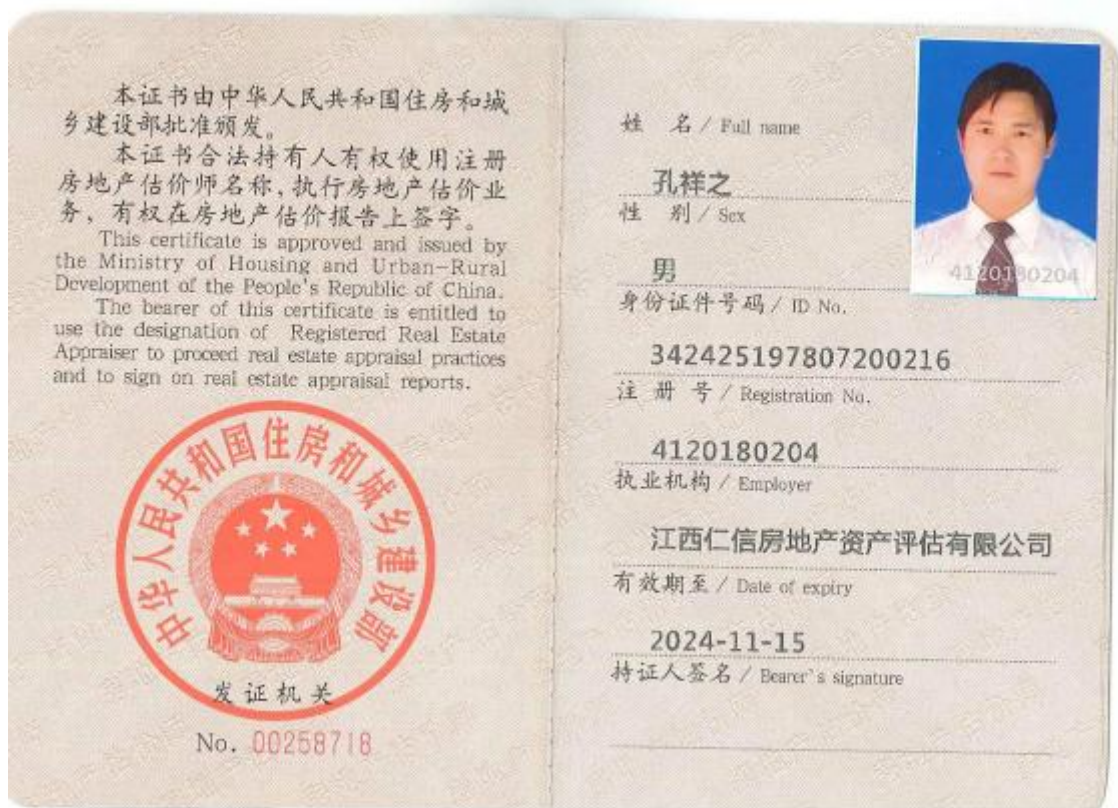 本证书由中华人民共和国住房和城
乡建设部批准颁发。
本证书合法持有人有权使用注册
房地产估价师名称，执行房地产估价业
务，有权在房地产估价报告上签字。
This certificate is approved and issued by
the Ministry of Housing and Urban-Rural
Development of the People's Republic of China.
The bearer of this certificate is entitled to
use the designation of Registered Real Estate
Appraiser to proceed real estate appraisal practices
and to sign on real estate appraisal reports.
中华人民共和国住房和城乡建设部
发证机关
No. 00258718
姓 名 / Full name
孔祥之
性 别 / Sex
男
身份证件号码 / ID No.
342425197807200216
注 册 号 / Registration No.
4120180204
执业机构 / Employer
江西仁信房地产资产评估有限公司
有效期至 / Date of expiry
2024-11-15
持证人签名 / Bearer's signature
4120180204